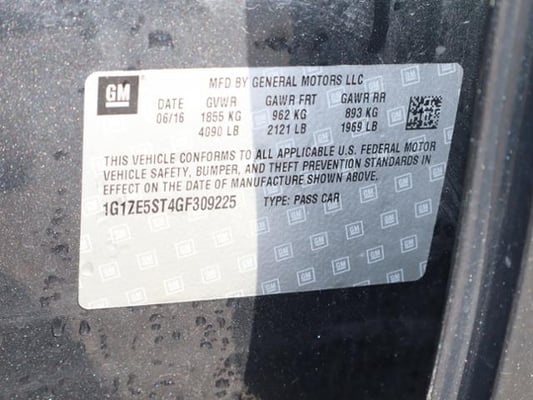 GM
MFD BY GENERAL MOTORS LLC
DATE GVWR GAWR FRT GAWR RR
06/16 1855 KG 962 KG 893 KG
4090 LB 2121 LB 1969 LB
THIS VEHICLE CONFORMS TO ALL APPLICABLE U.S. FEDERAL MOTOR
VEHICLE SAFETY, BUMPER, AND THEFT PREVENTION STANDARDS IN
EFFECT ON THE DATE OF MANUFACTURE SHOWN ABOVE.
1G1ZE5ST4GF309225 TYPE: PASS CAR